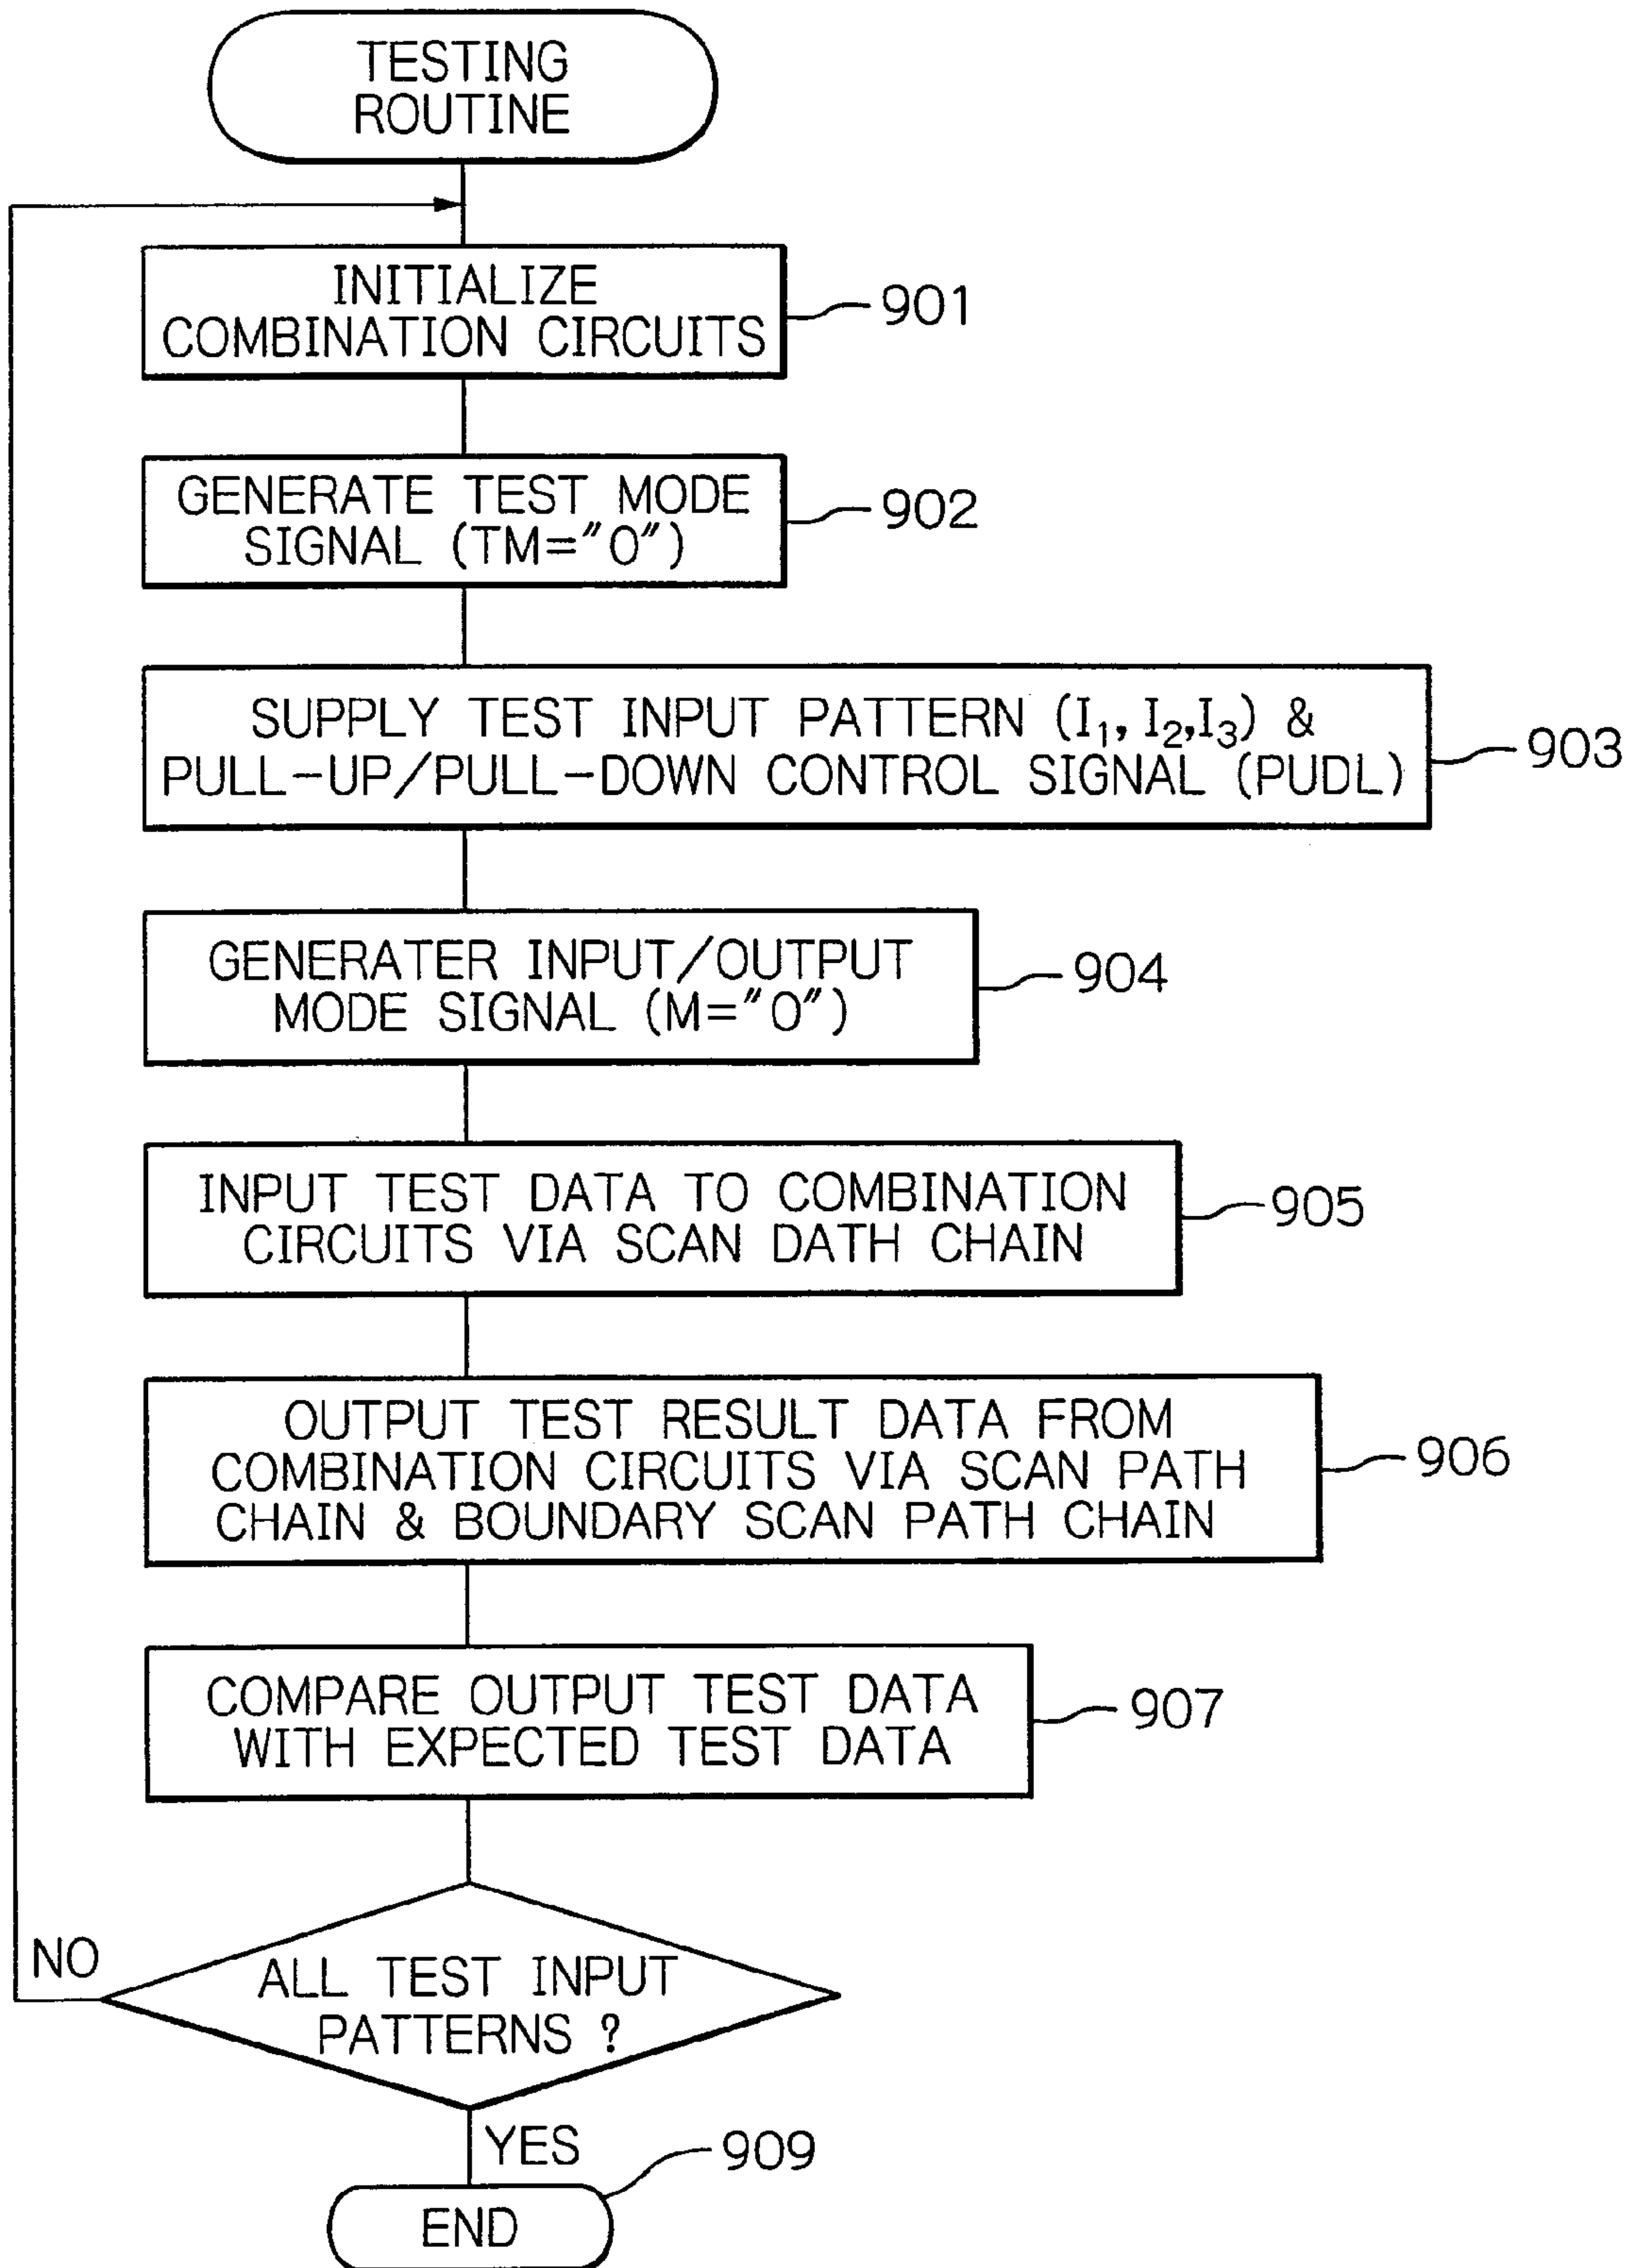 TESTING
ROUTINE
INITIALIZE
COMBINATION CIRCUITS
901
GENERATE TEST MODE
SIGNAL (TM="0")
902
SUPPLY TEST INPUT PATTERN (I₁, I₂,I₃) &
PULL-UP/PULL-DOWN CONTROL SIGNAL (PUDL)
903
GENERATER INPUT/OUTPUT
MODE SIGNAL (M="0")
904
INPUT TEST DATA TO COMBINATION
CIRCUITS VIA SCAN DATH CHAIN
905
OUTPUT TEST RESULT DATA FROM
COMBINATION CIRCUITS VIA SCAN PATH
CHAIN & BOUNDARY SCAN PATH CHAIN
906
COMPARE OUTPUT TEST DATA
WITH EXPECTED TEST DATA
907
NO
ALL TEST INPUT
PATTERNS ?
YES
909
END